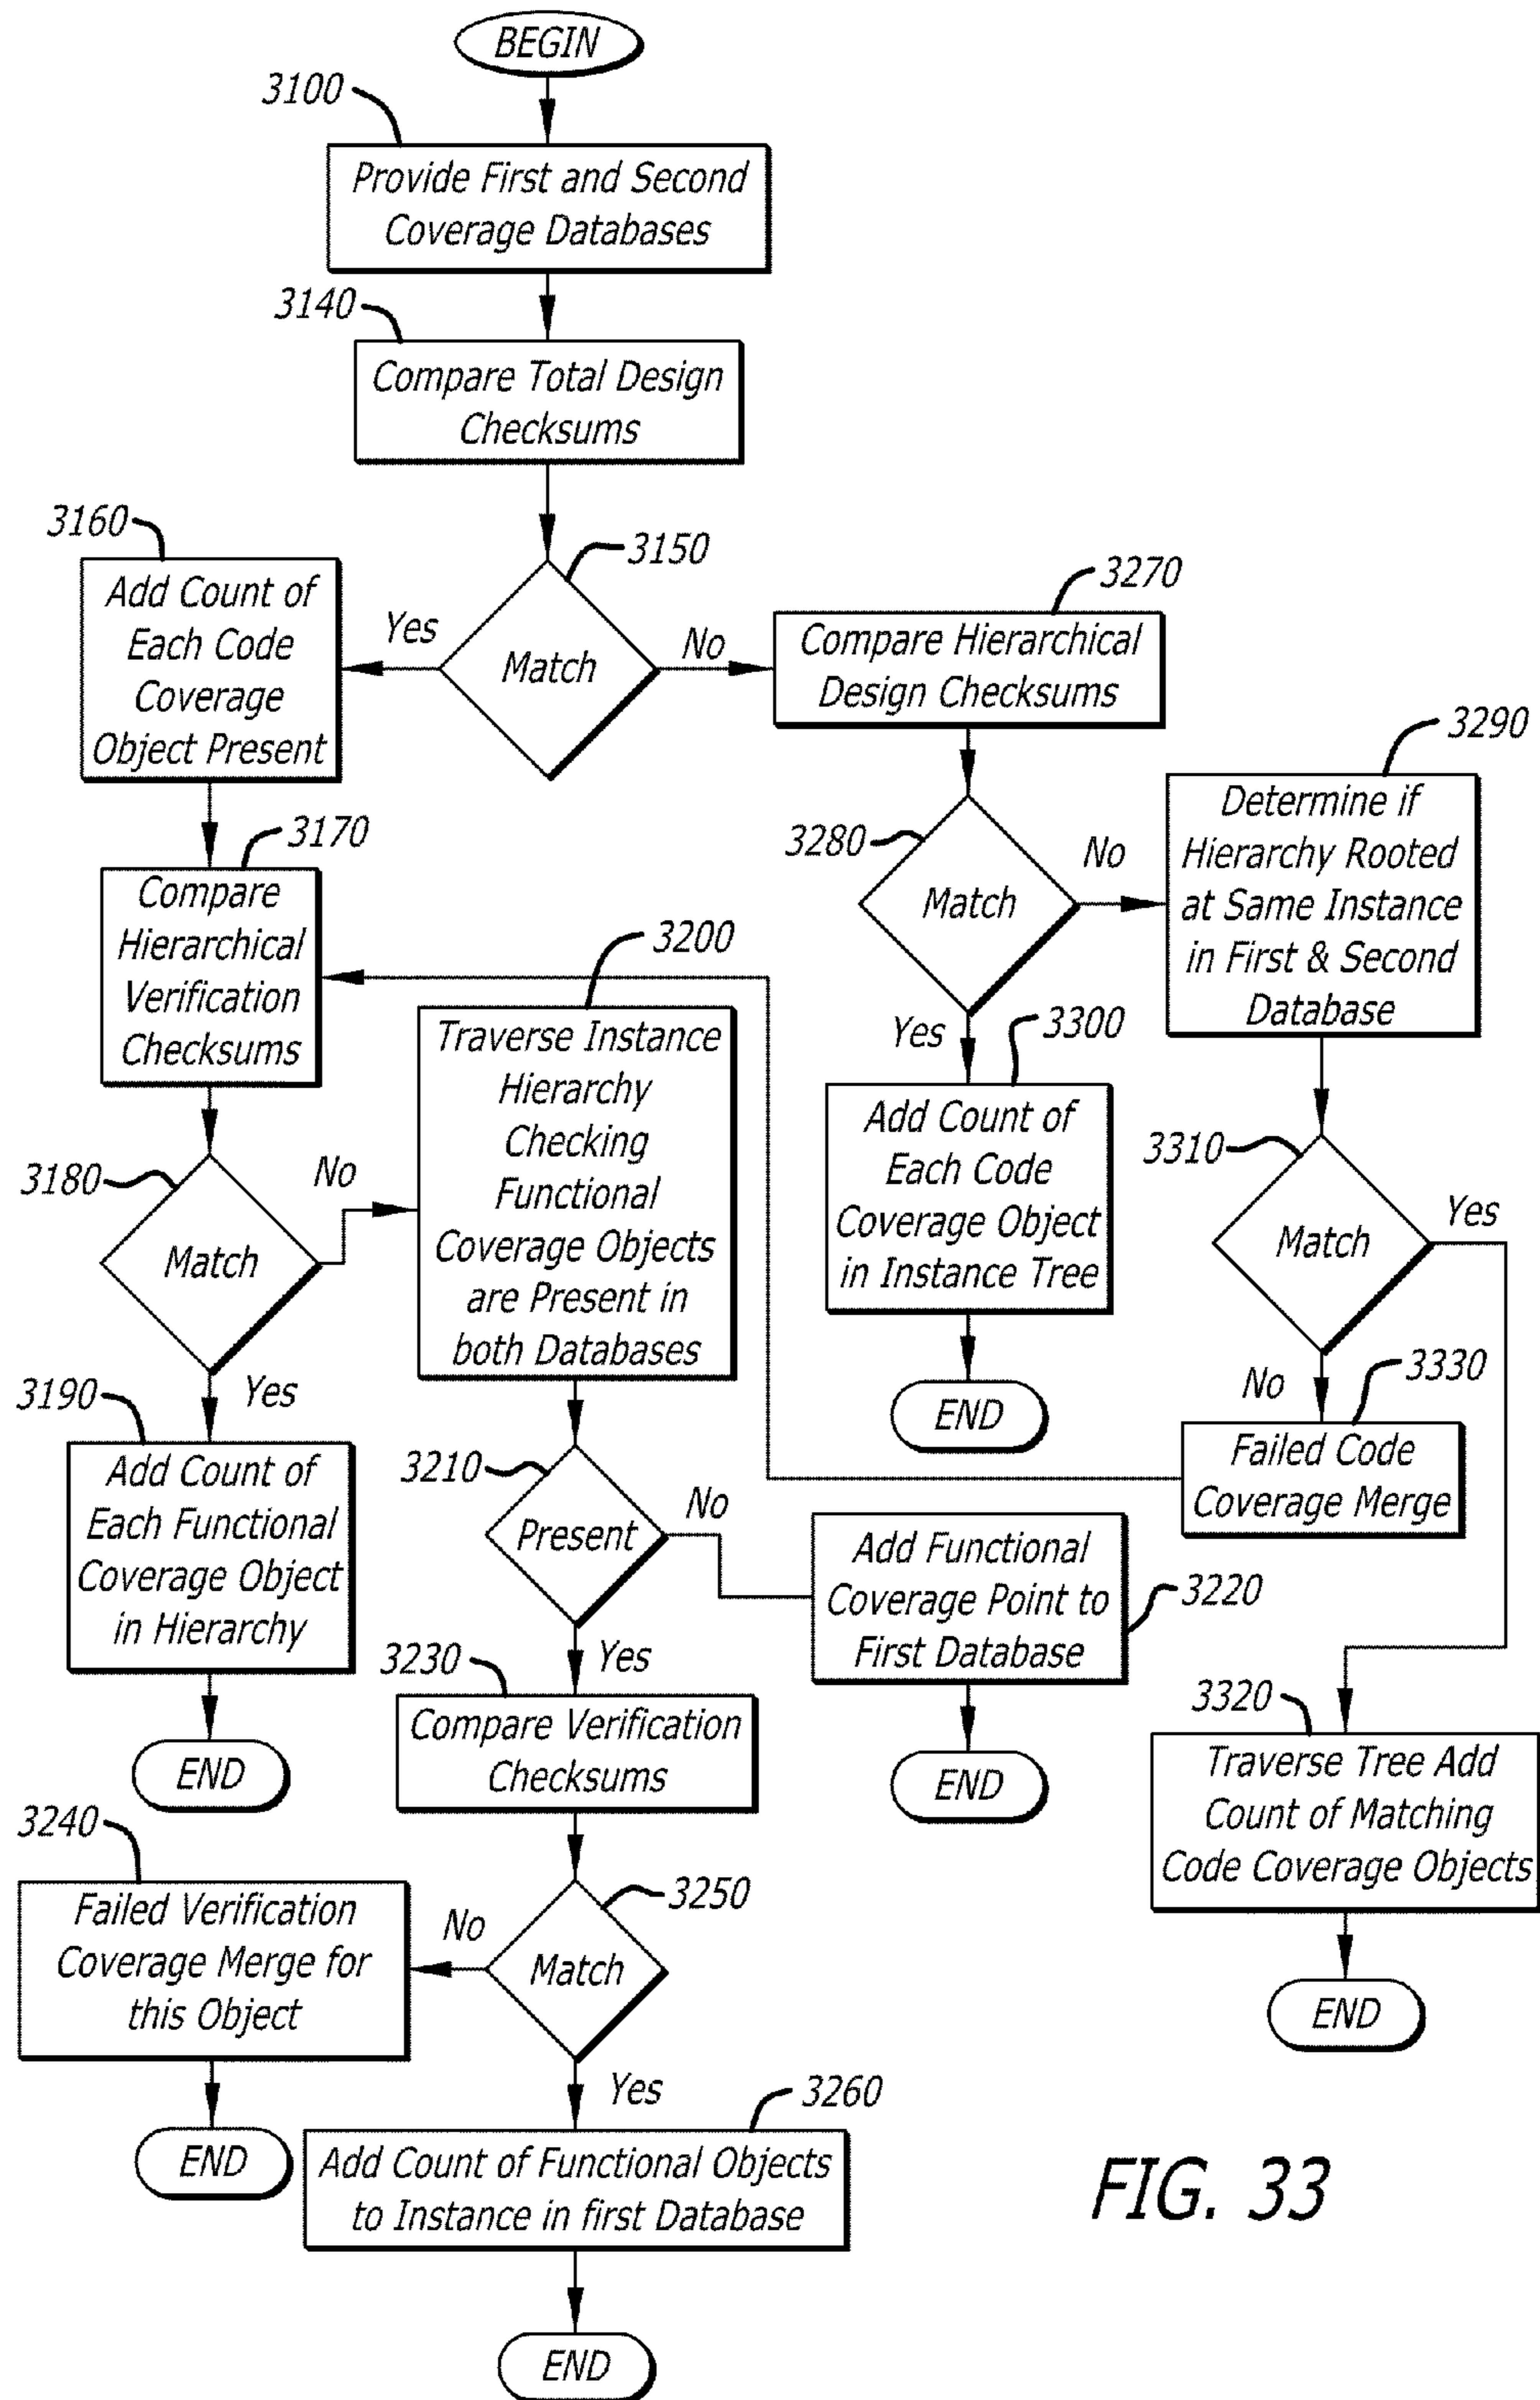 BEGIN
3100
Provide First and Second
Coverage Databases
3140
Compare Total Design
Checksums
3160
Add Count of
Each Code
Coverage
Object Present
Yes
3150
Match
No
3270
Compare Hierarchical
Design Checksums
3290
Determine if
Hierarchy Rooted
at Same Instance
in First & Second
Database
3280
Match
No
Yes
3170
Compare
Hierarchical
Verification
Checksums
3200
Traverse Instance
Hierarchy
Checking
Functional
Coverage Objects
are Present in
both Databases
3300
Add Count of
Each Code
Coverage Object
in Instance Tree
END
3310
Match
Yes
No
3330
Failed Code
Coverage Merge
3180
Match
No
Yes
3190
Add Count of
Each Functional
Coverage Object
in Hierarchy
END
3210
Present
No
Yes
Add Functional
Coverage Point to
First Database
3220
END
3230
Compare Verification
Checksums
3320
Traverse Tree Add
Count of Matching
Code Coverage Objects
END
3240
Failed Verification
Coverage Merge for
this Object
END
No
3250
Match
Yes
3260
Add Count of Functional Objects
to Instance in first Database
END
FIG. 33